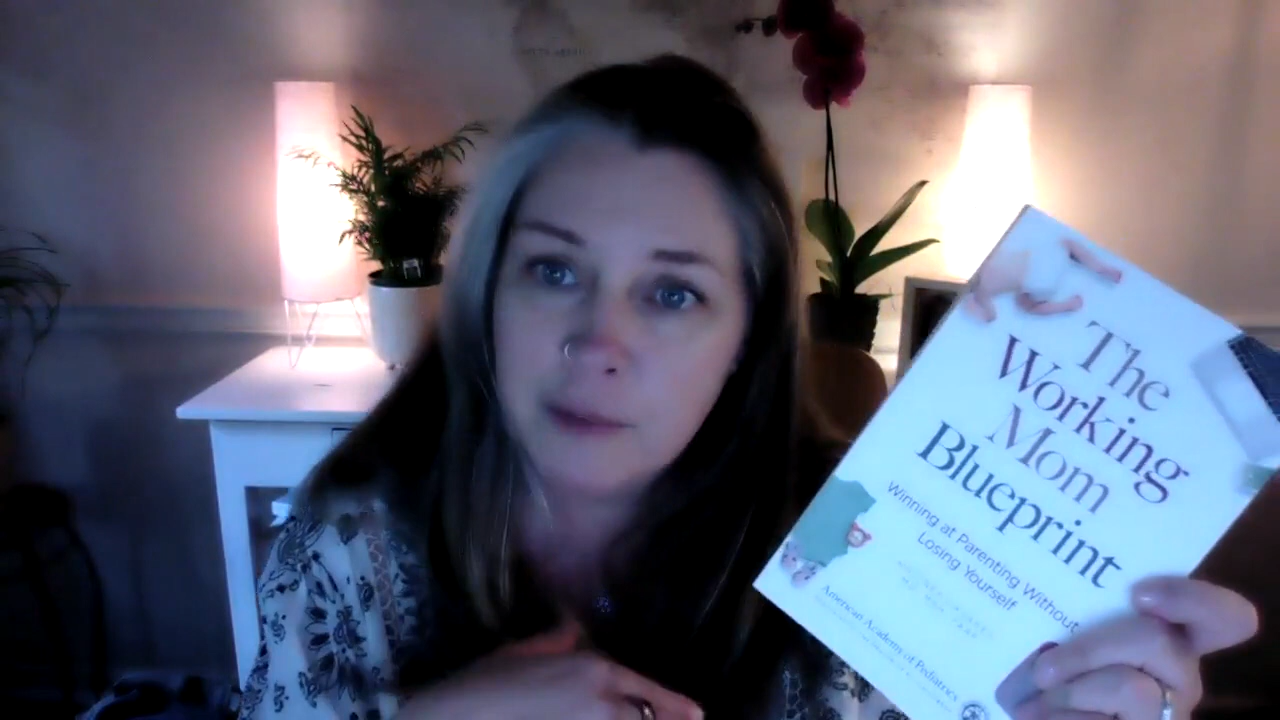 The
Working
Mom
Blueprint
Winning at Parenting Without
Losing Yourself
American Academy of Pediatrics